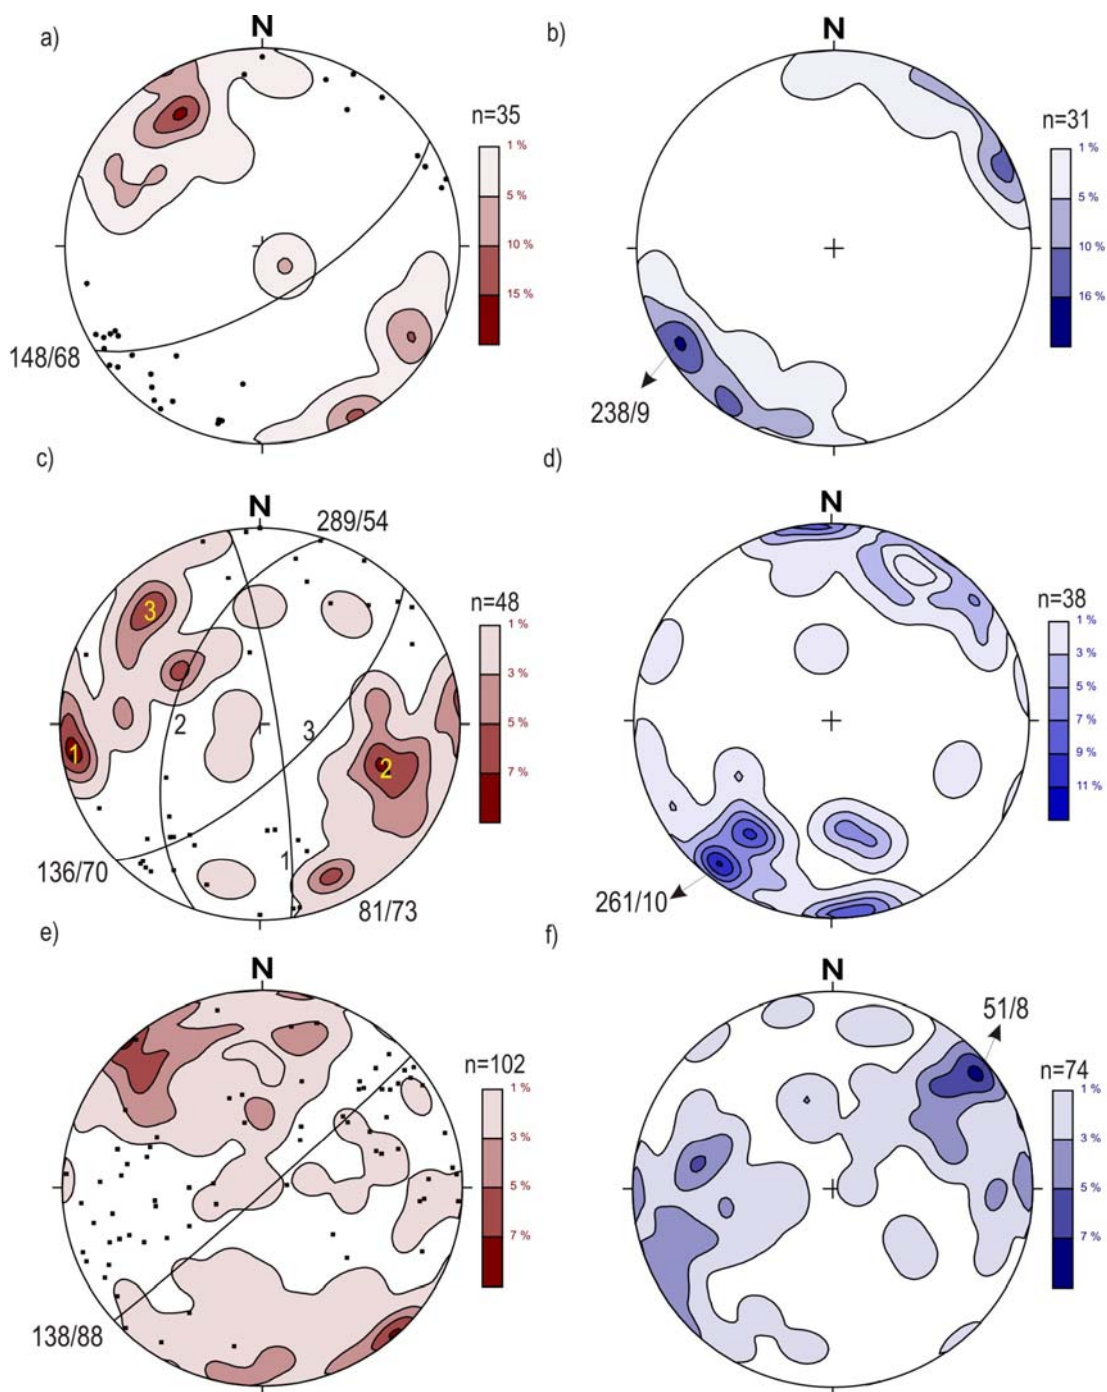 a)
N
n=35
1 %
5 %
10 %
15 %
148/68
b)
N
n=31
1 %
5 %
10 %
16 %
238/9
c)
N
289/54
n=48
1 %
3 %
5 %
7 %
3
1
2
2
3
1
136/70
81/73
d)
N
n=38
1 %
3 %
5 %
7 %
9 %
11 %
261/10
e)
N
n=102
1 %
3 %
5 %
7 %
138/88
f)
N
51/8
n=74
1 %
3 %
5 %
7 %